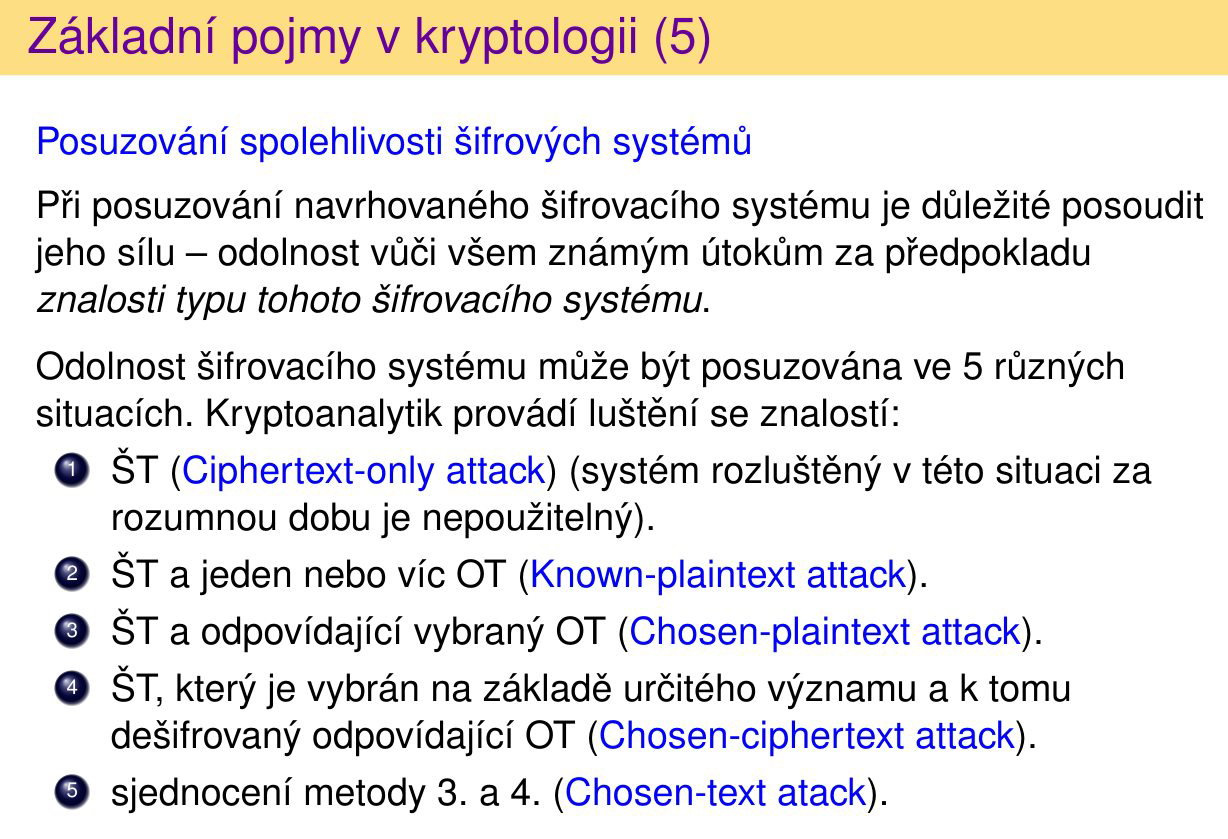 Základní pojmy v kryptologii (5)
Posuzování spolehlivosti šifrových systémů
Při posuzování navrhovaného šifrovacího systému je důležité posoudit
jeho sílu – odolnost vůči všem známým útokům za předpokladu
znalosti typu tohoto šifrovacího systému.
Odolnost šifrovacího systému může být posuzována ve 5 různých
situacích. Kryptoanalytik provádí luštění se znalostí:
1 ŠT (Ciphertext-only attack) (systém rozluštěný v této situaci za
rozumnou dobu je nepoužitelný).
2 ŠT a jeden nebo víc OT (Known-plaintext attack).
3 ŠT a odpovídající vybraný OT (Chosen-plaintext attack).
4 ŠT, který je vybrán na základě určitého významu a k tomu
dešifrovaný odpovídající OT (Chosen-ciphertext attack).
5 sjednocení metody 3. a 4. (Chosen-text atack).